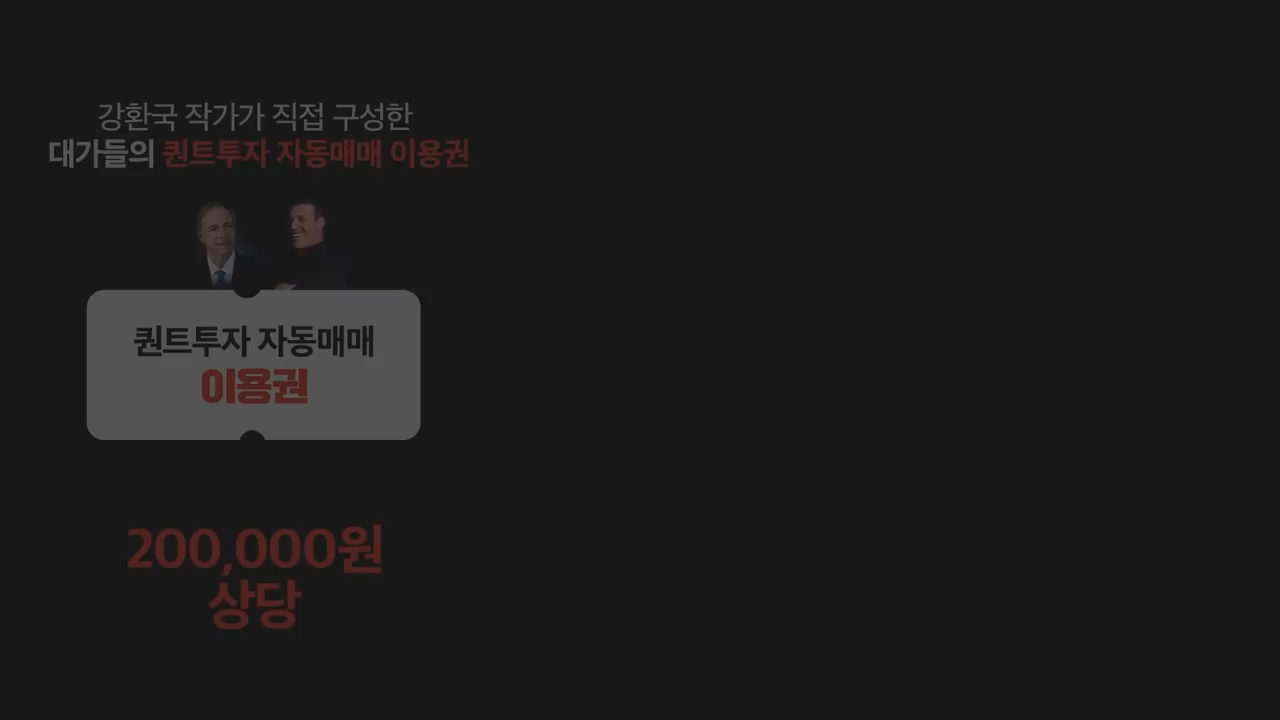 강환국 작가가 직접 구성한
대가들의 퀀트투자 자동매매 이용권
퀀트투자 자동매매
이용권
200,000원
상당